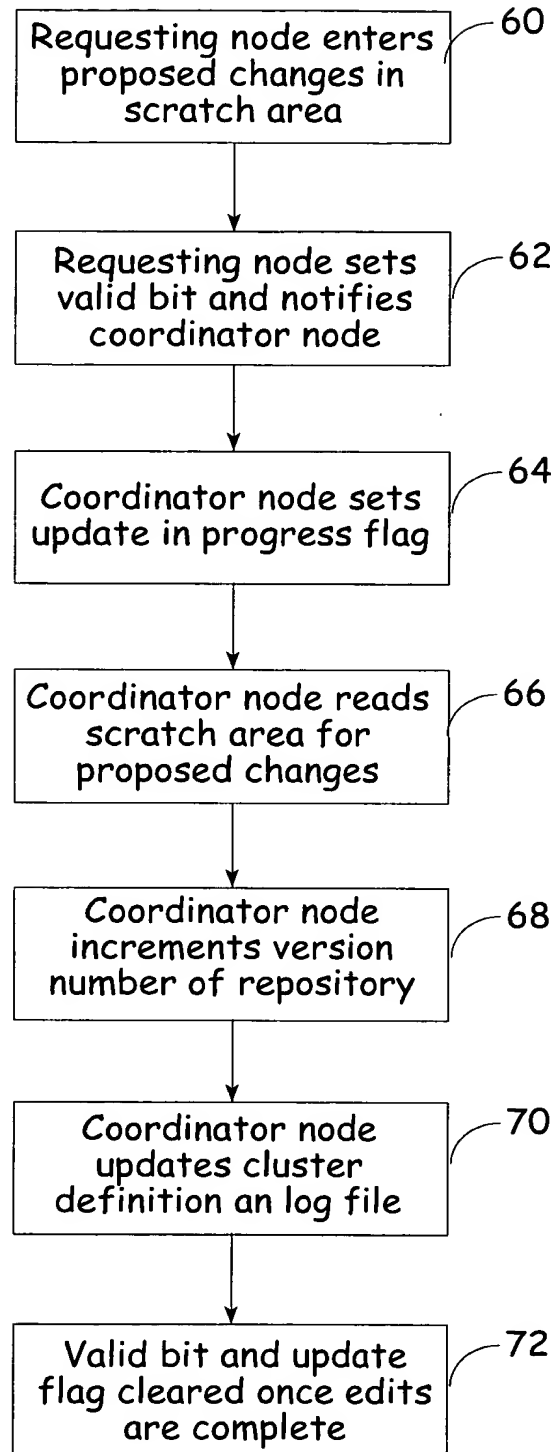 Requesting node enters
proposed changes in
scratch area
60
Requesting node sets
valid bit and notifies
coordinator node
62
Coordinator node sets
update in progress flag
64
Coordinator node reads
scratch area for
proposed changes
66
Coordinator node
increments version
number of repository
68
Coordinator node
updates cluster
definition an log file
70
Valid bit and update
flag cleared once edits
are complete
72